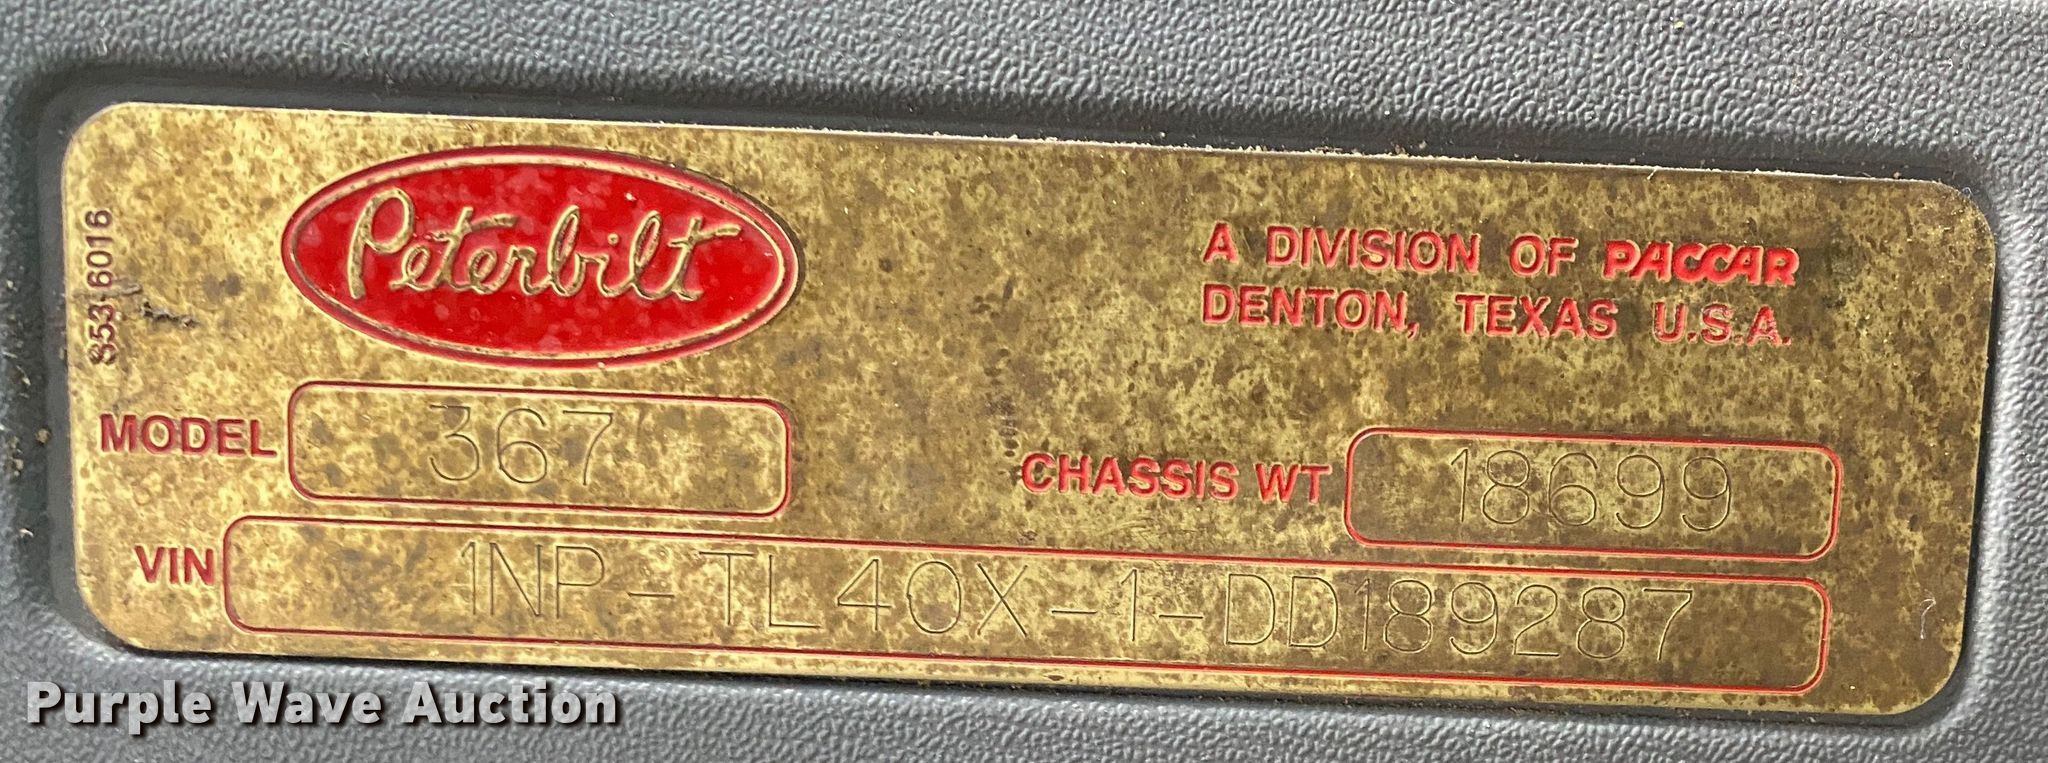 S53-6016
Peterbilt
A DIVISION OF PACCAR
DENTON, TEXAS U.S.A.
MODEL 367
CHASSIS WT 18699
VIN 1NP-TL40X-1-DD189287
Purple Wave Auction